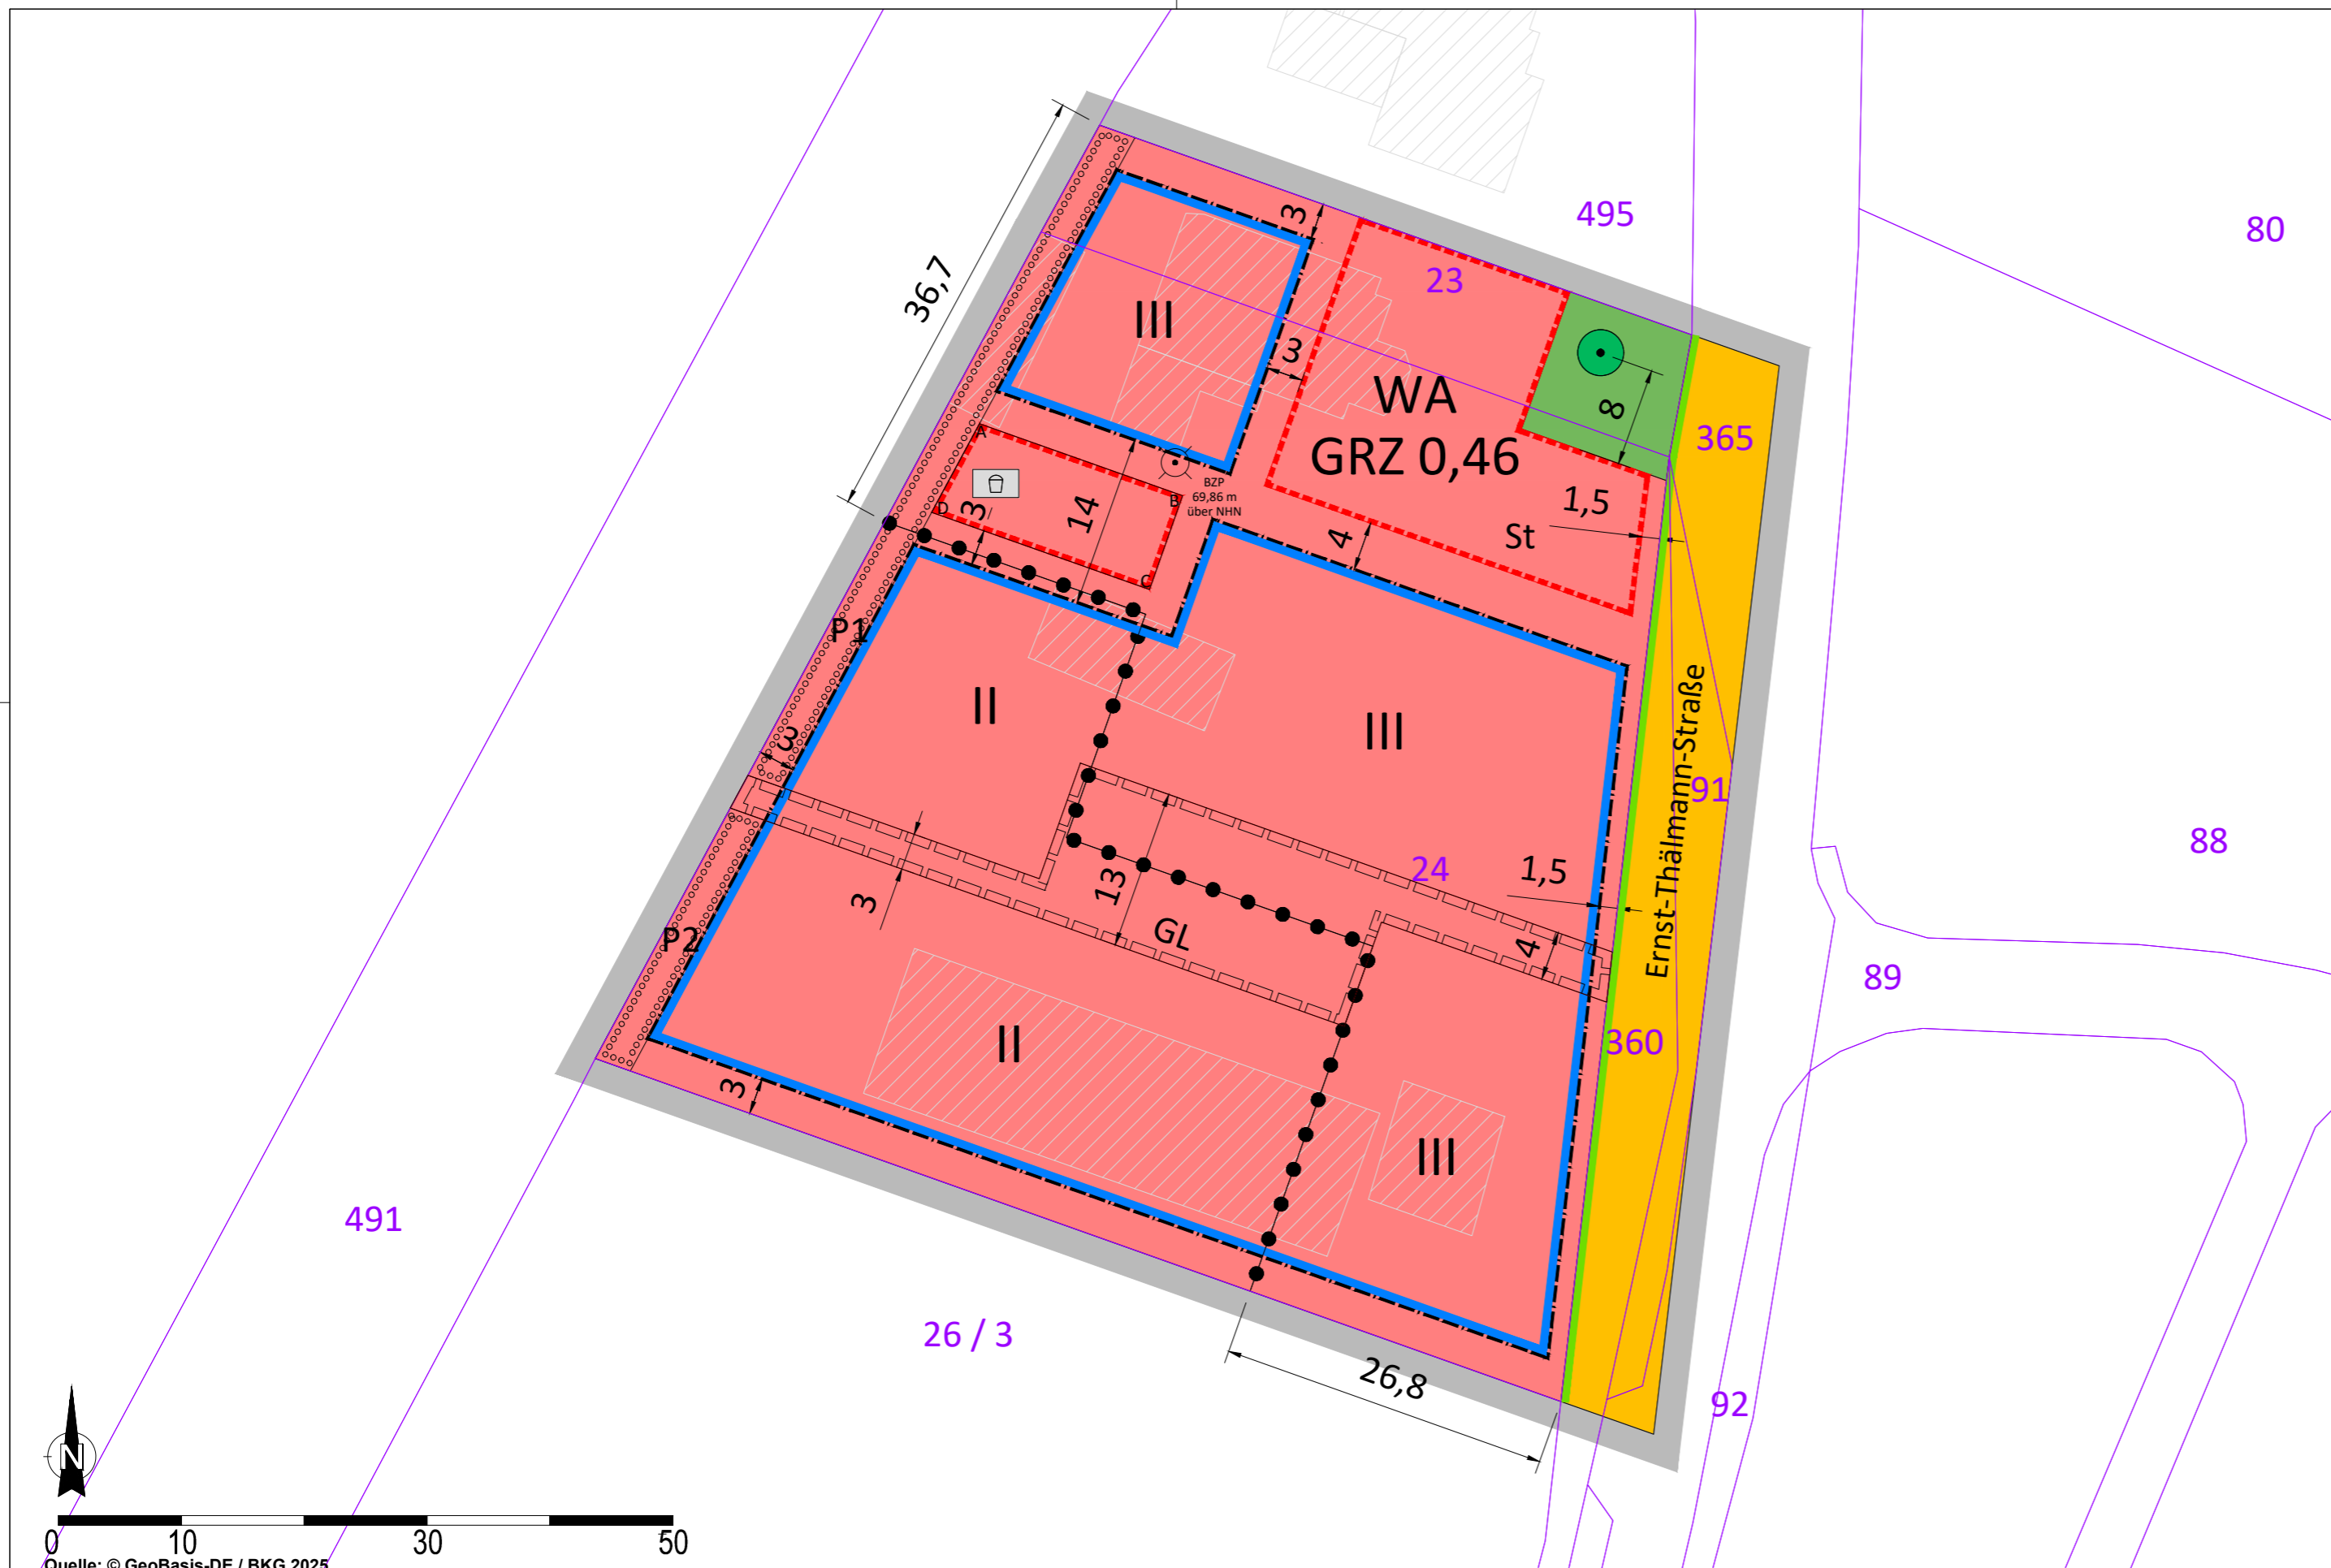 495
80
3
23
36,7
III
3
WA
8
GRZ 0,46
365
A
BZP
69,86 m
über NHN
B
1,5
D
3
14
St
4
C
P1
II
III
Ernst-Thälmann-Straße
3
91
88
24
1,5
13
3
GL
4
P2
89
II
360
3
III
491
26 / 3
26,8
92
N
0 10 30 50
Quelle: © GeoBasis-DE / BKG 2025